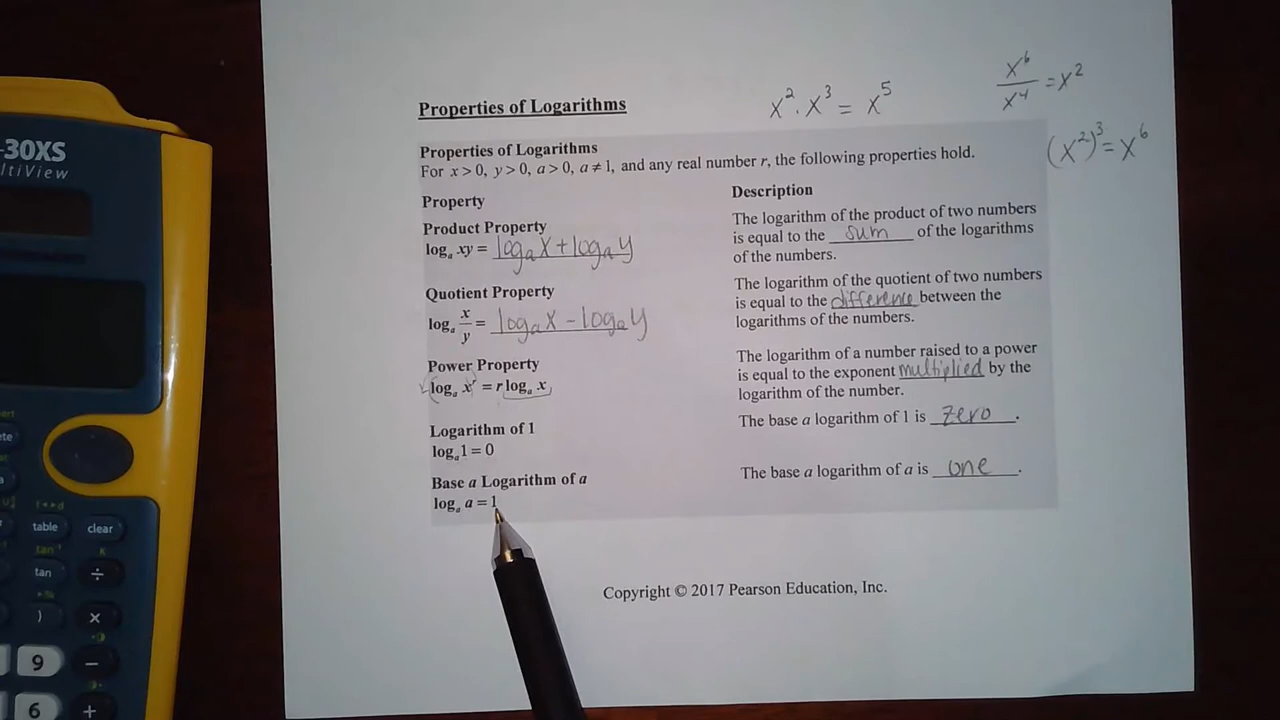 x² · x³ = x⁵
x⁶/x⁴ = x²
(x²)³ = x⁶
Properties of Logarithms
Properties of Logarithms
For x > 0, y > 0, a > 0, a ≠ 1, and any real number r, the following properties hold.
Property
Description
Product Property
logₐ xy = logₐ x + logₐ y
The logarithm of the product of two numbers
is equal to the sum of the logarithms
of the numbers.
Quotient Property
logₐ x/y = logₐ x − logₐ y
The logarithm of the quotient of two numbers
is equal to the difference between the
logarithms of the numbers.
Power Property
logₐ xʳ = r logₐ x
The logarithm of a number raised to a power
is equal to the exponent multiplied by the
logarithm of the number.
Logarithm of 1
logₐ 1 = 0
The base a logarithm of 1 is zero.
Base a Logarithm of a
logₐ a = 1
The base a logarithm of a is one.
Copyright © 2017 Pearson Education, Inc.
-30XS
ltiView
table
clear
tan⁻¹
tan
÷
)
×
9
−
6
+